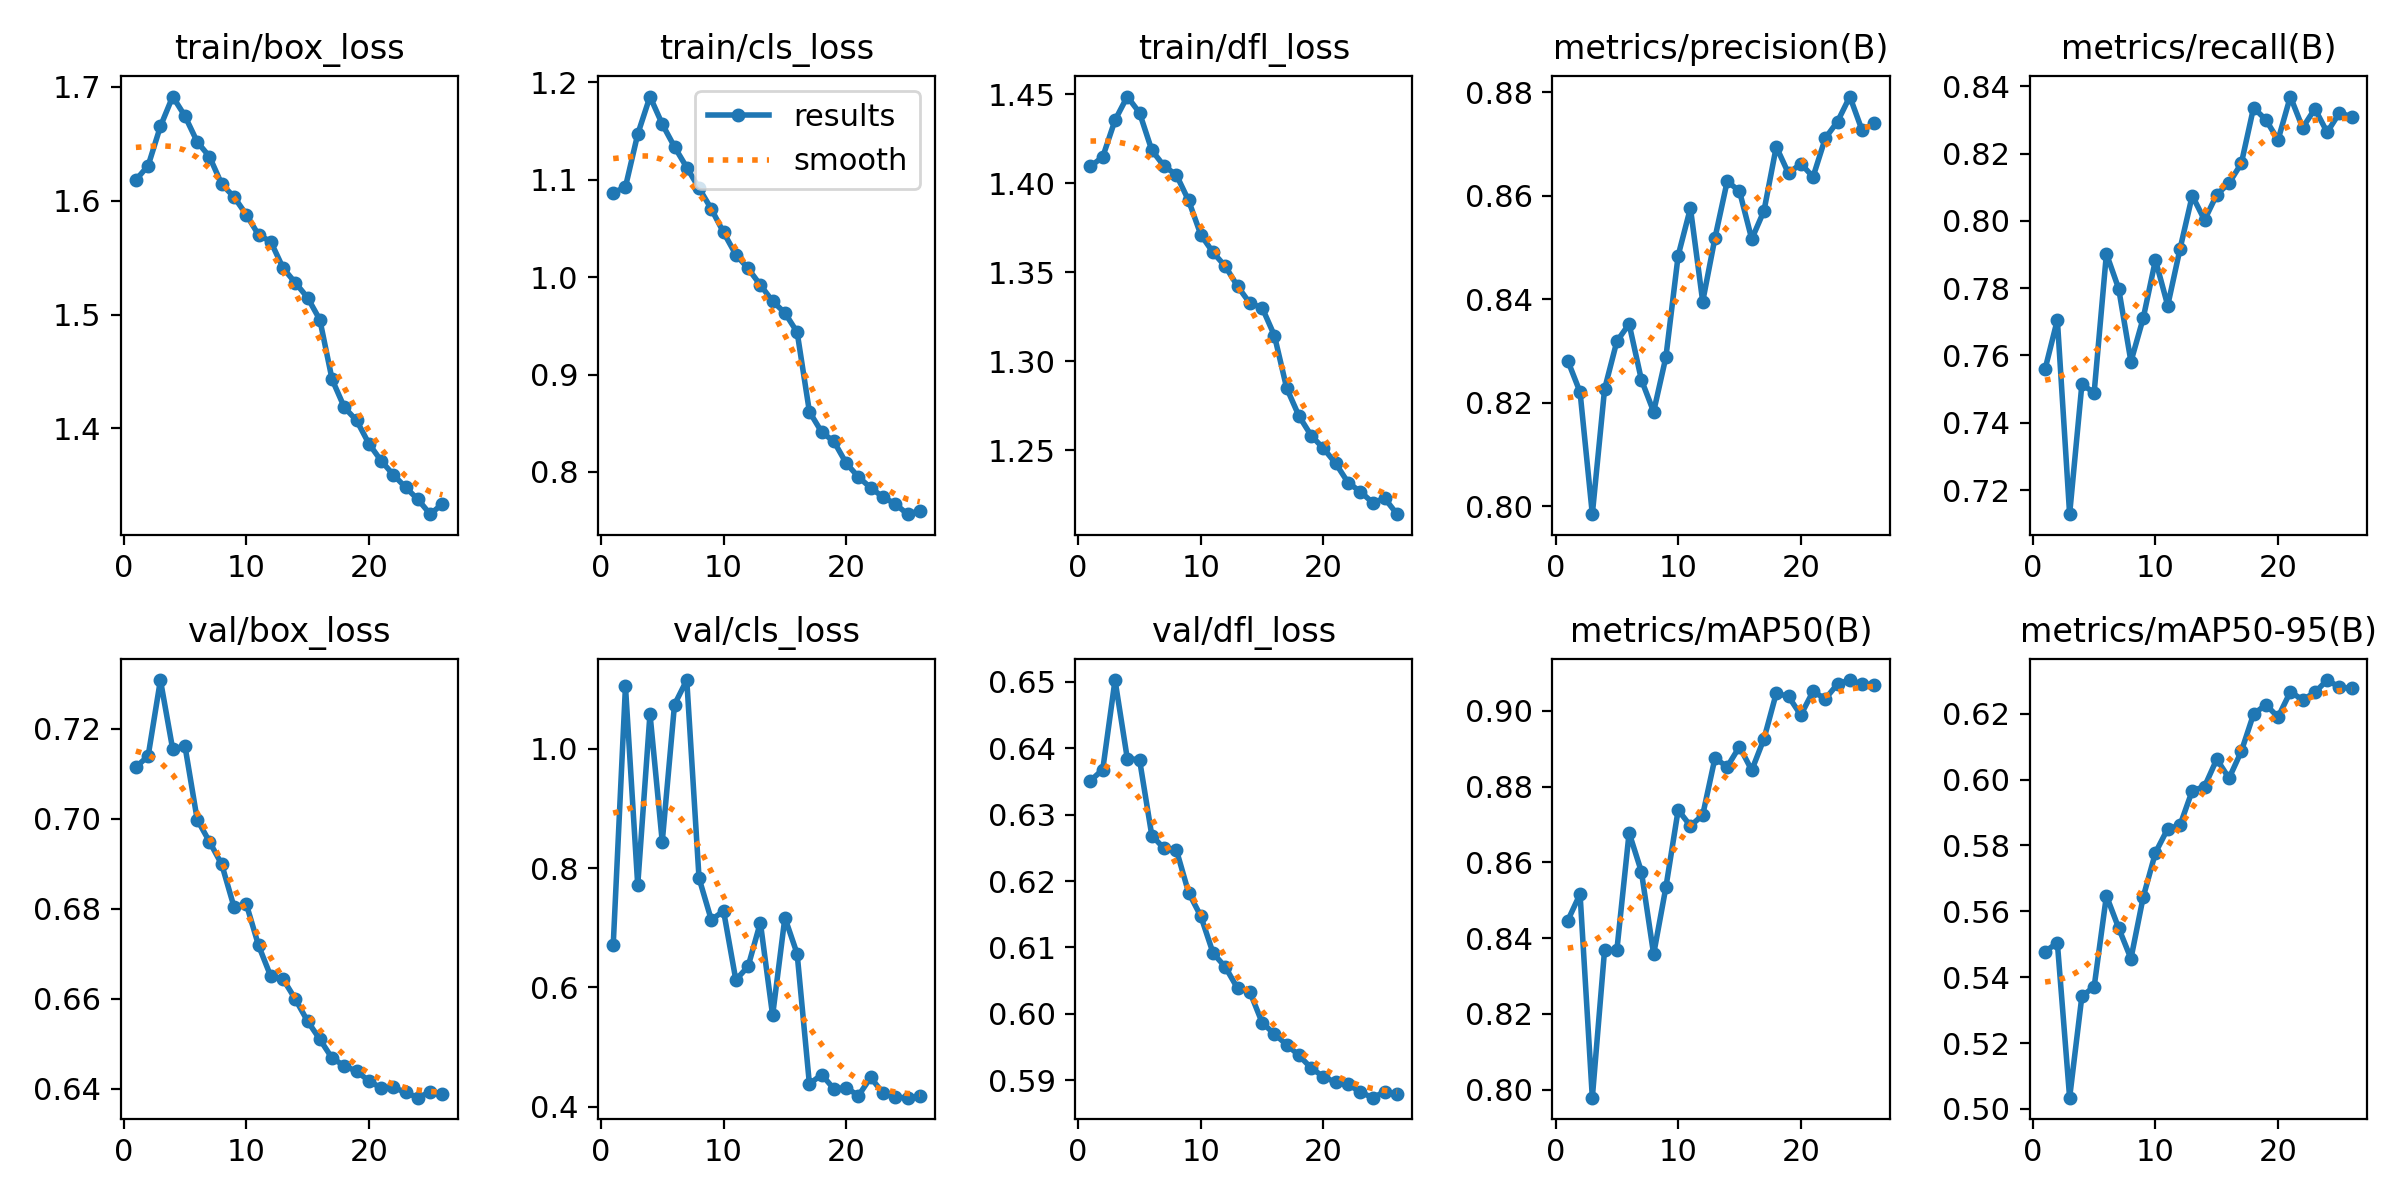 train/box_loss
1.7
1.6
1.5
1.4
0 10 20
train/cls_loss
results
smooth
1.2
1.1
1.0
0.9
0.8
0 10 20
train/dfl_loss
1.45
1.40
1.35
1.30
1.25
0 10 20
metrics/precision(B)
0.88
0.86
0.84
0.82
0.80
0 10 20
metrics/recall(B)
0.84
0.82
0.80
0.78
0.76
0.74
0.72
0 10 20
val/box_loss
0.72
0.70
0.68
0.66
0.64
0 10 20
val/cls_loss
1.0
0.8
0.6
0.4
0 10 20
val/dfl_loss
0.65
0.64
0.63
0.62
0.61
0.60
0.59
0 10 20
metrics/mAP50(B)
0.90
0.88
0.86
0.84
0.82
0.80
0 10 20
metrics/mAP50-95(B)
0.62
0.60
0.58
0.56
0.54
0.52
0.50
0 10 20